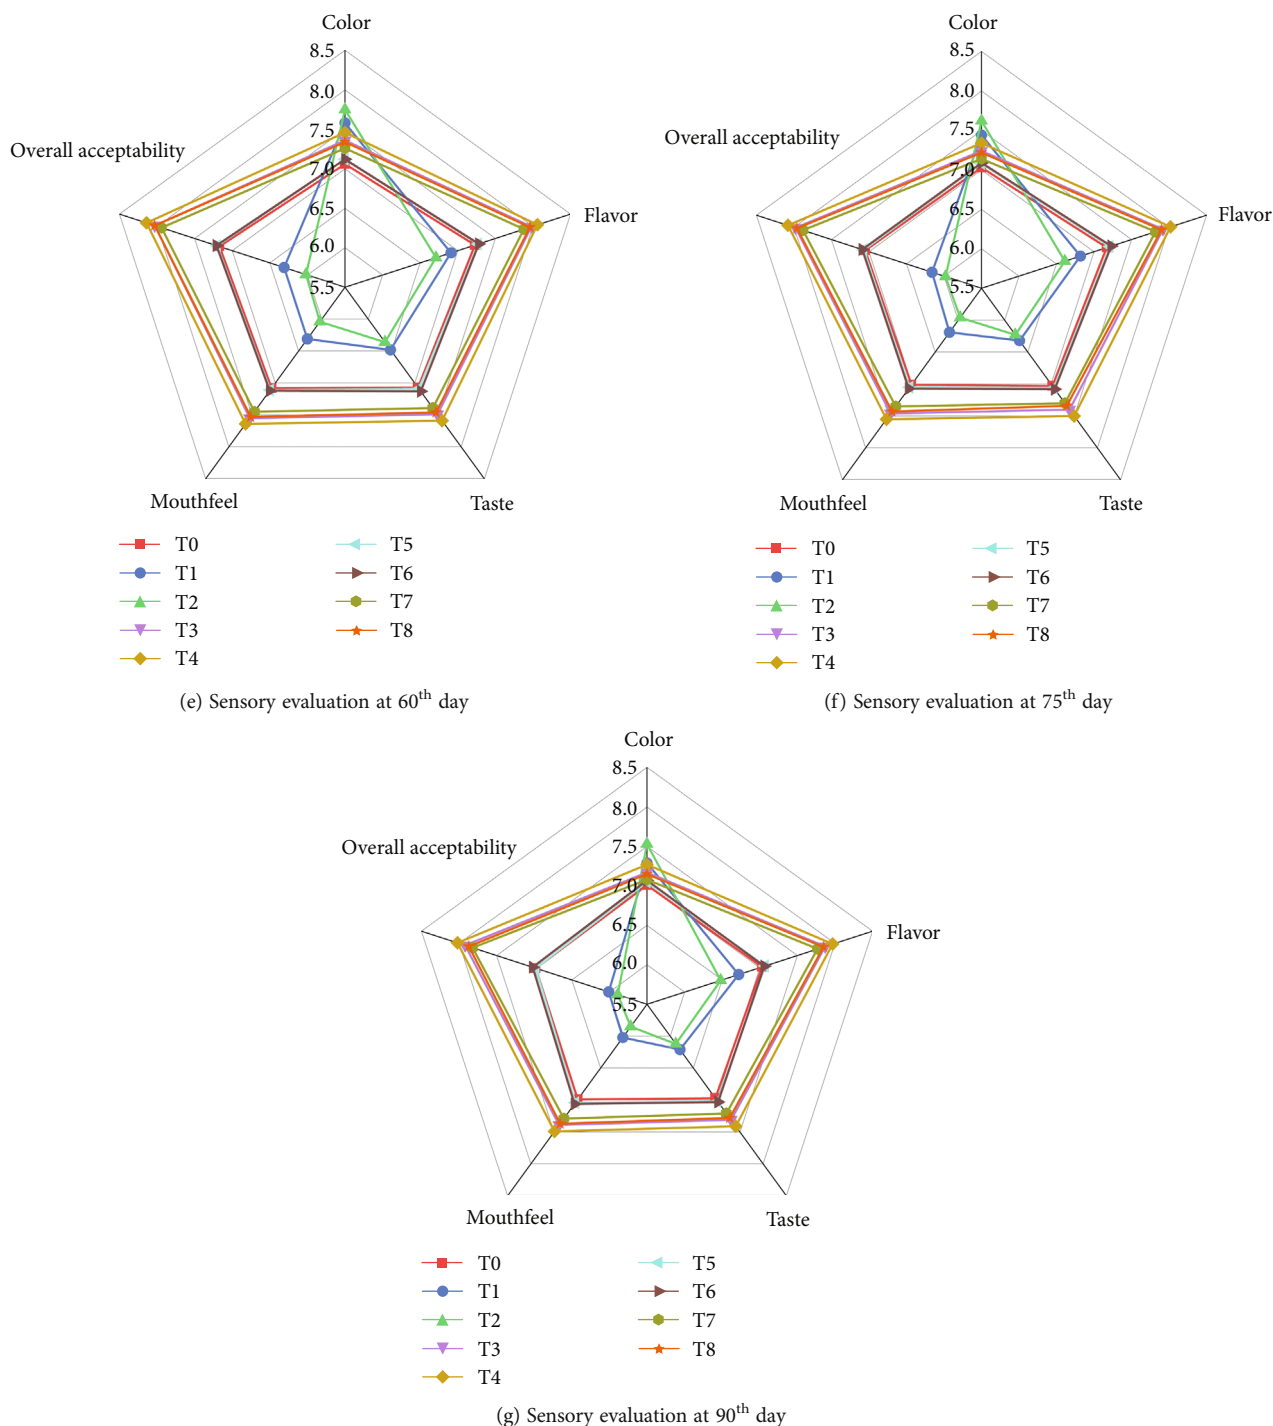 Color
8.5
8.0
7.5
7.0
6.5
6.0
5.5
Overall acceptability
Flavor
Mouthfeel
Taste
T0
T1
T2
T3
T4
T5
T6
T7
T8
(e) Sensory evaluation at 60th day
Color
8.5
8.0
7.5
7.0
6.5
6.0
5.5
Overall acceptability
Flavor
Mouthfeel
Taste
T0
T1
T2
T3
T4
T5
T6
T7
T8
(f) Sensory evaluation at 75th day
Color
8.5
8.0
7.5
7.0
6.5
6.0
5.5
Overall acceptability
Flavor
Mouthfeel
Taste
T0
T1
T2
T3
T4
T5
T6
T7
T8
(g) Sensory evaluation at 90th day